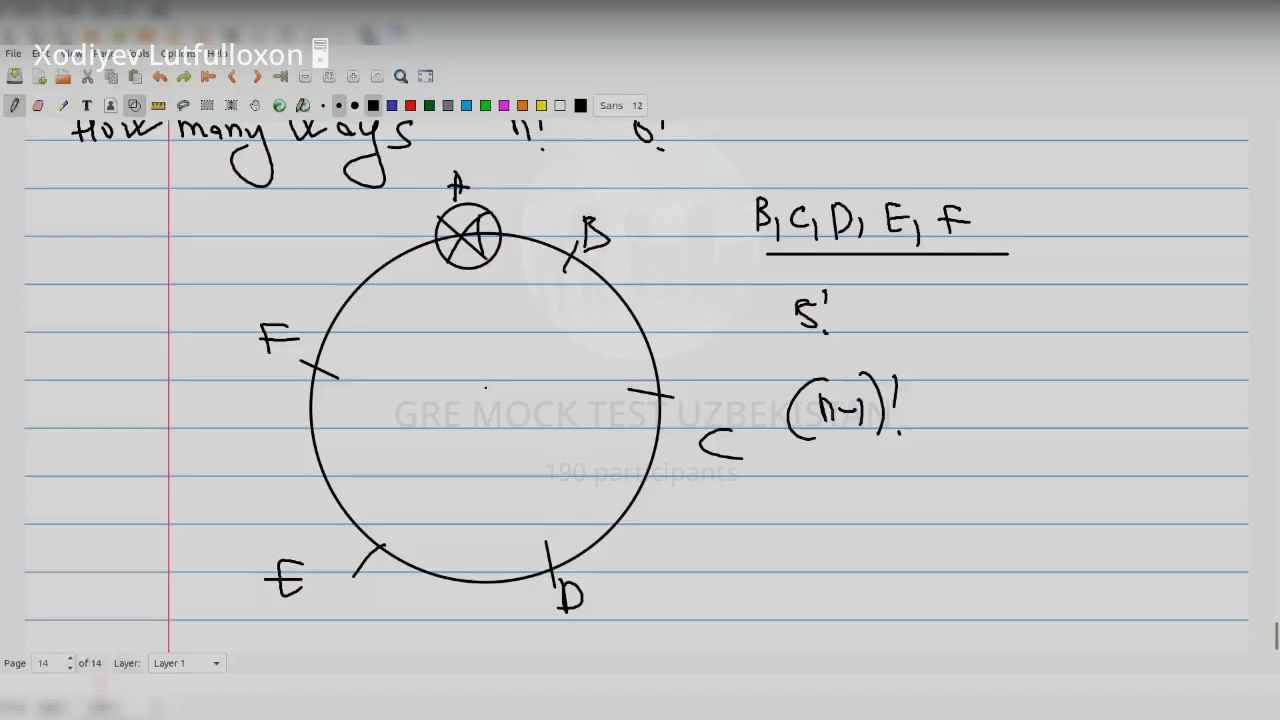 Xodiyev Lutfulloxon
File
Sans 12
How many ways n! 6!
A
B
B, C, D, E, F
5!
F
(n-1)!
GRE MOCK TEST UZBEKISTAN
C
190 participants
E
D
Page 14 of 14 Layer: Layer 1